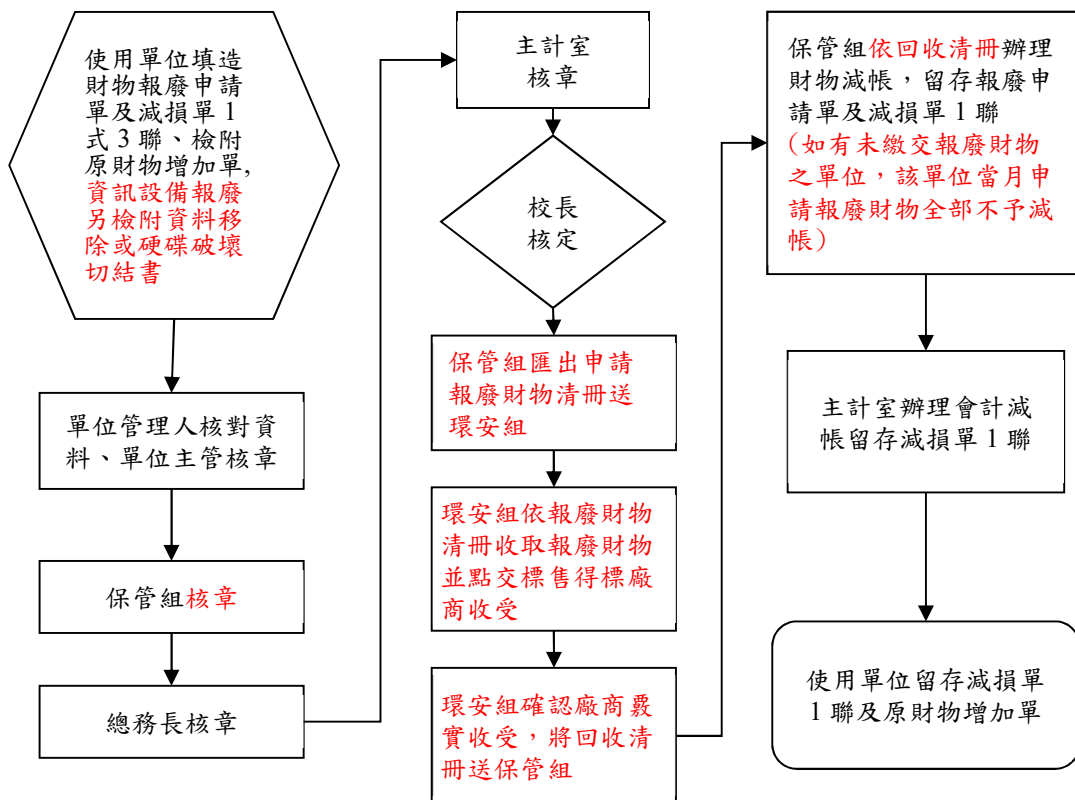 使用單位填造
財物報廢申請
單及減損單 1
式 3 聯、檢附
原財物增加單,
資訊設備報廢
另檢附資料移
除或硬碟破壞
切結書
單位管理人核對資
料、單位主管核章
保管組核章
總務長核章
主計室
核章
校長
核定
保管組匯出申請
報廢財物清冊送
環安組
環安組依報廢財物
清冊收取報廢財物
並點交標售得標廠
商收受
環安組確認廠商覈
實收受，將回收清
冊送保管組
保管組依回收清冊辦理
財物減帳，留存報廢申
請單及減損單 1 聯
(如有未繳交報廢財物
之單位，該單位當月申
請報廢財物全部不予減
帳)
主計室辦理會計減
帳留存減損單 1 聯
使用單位留存減損單
1 聯及原財物增加單